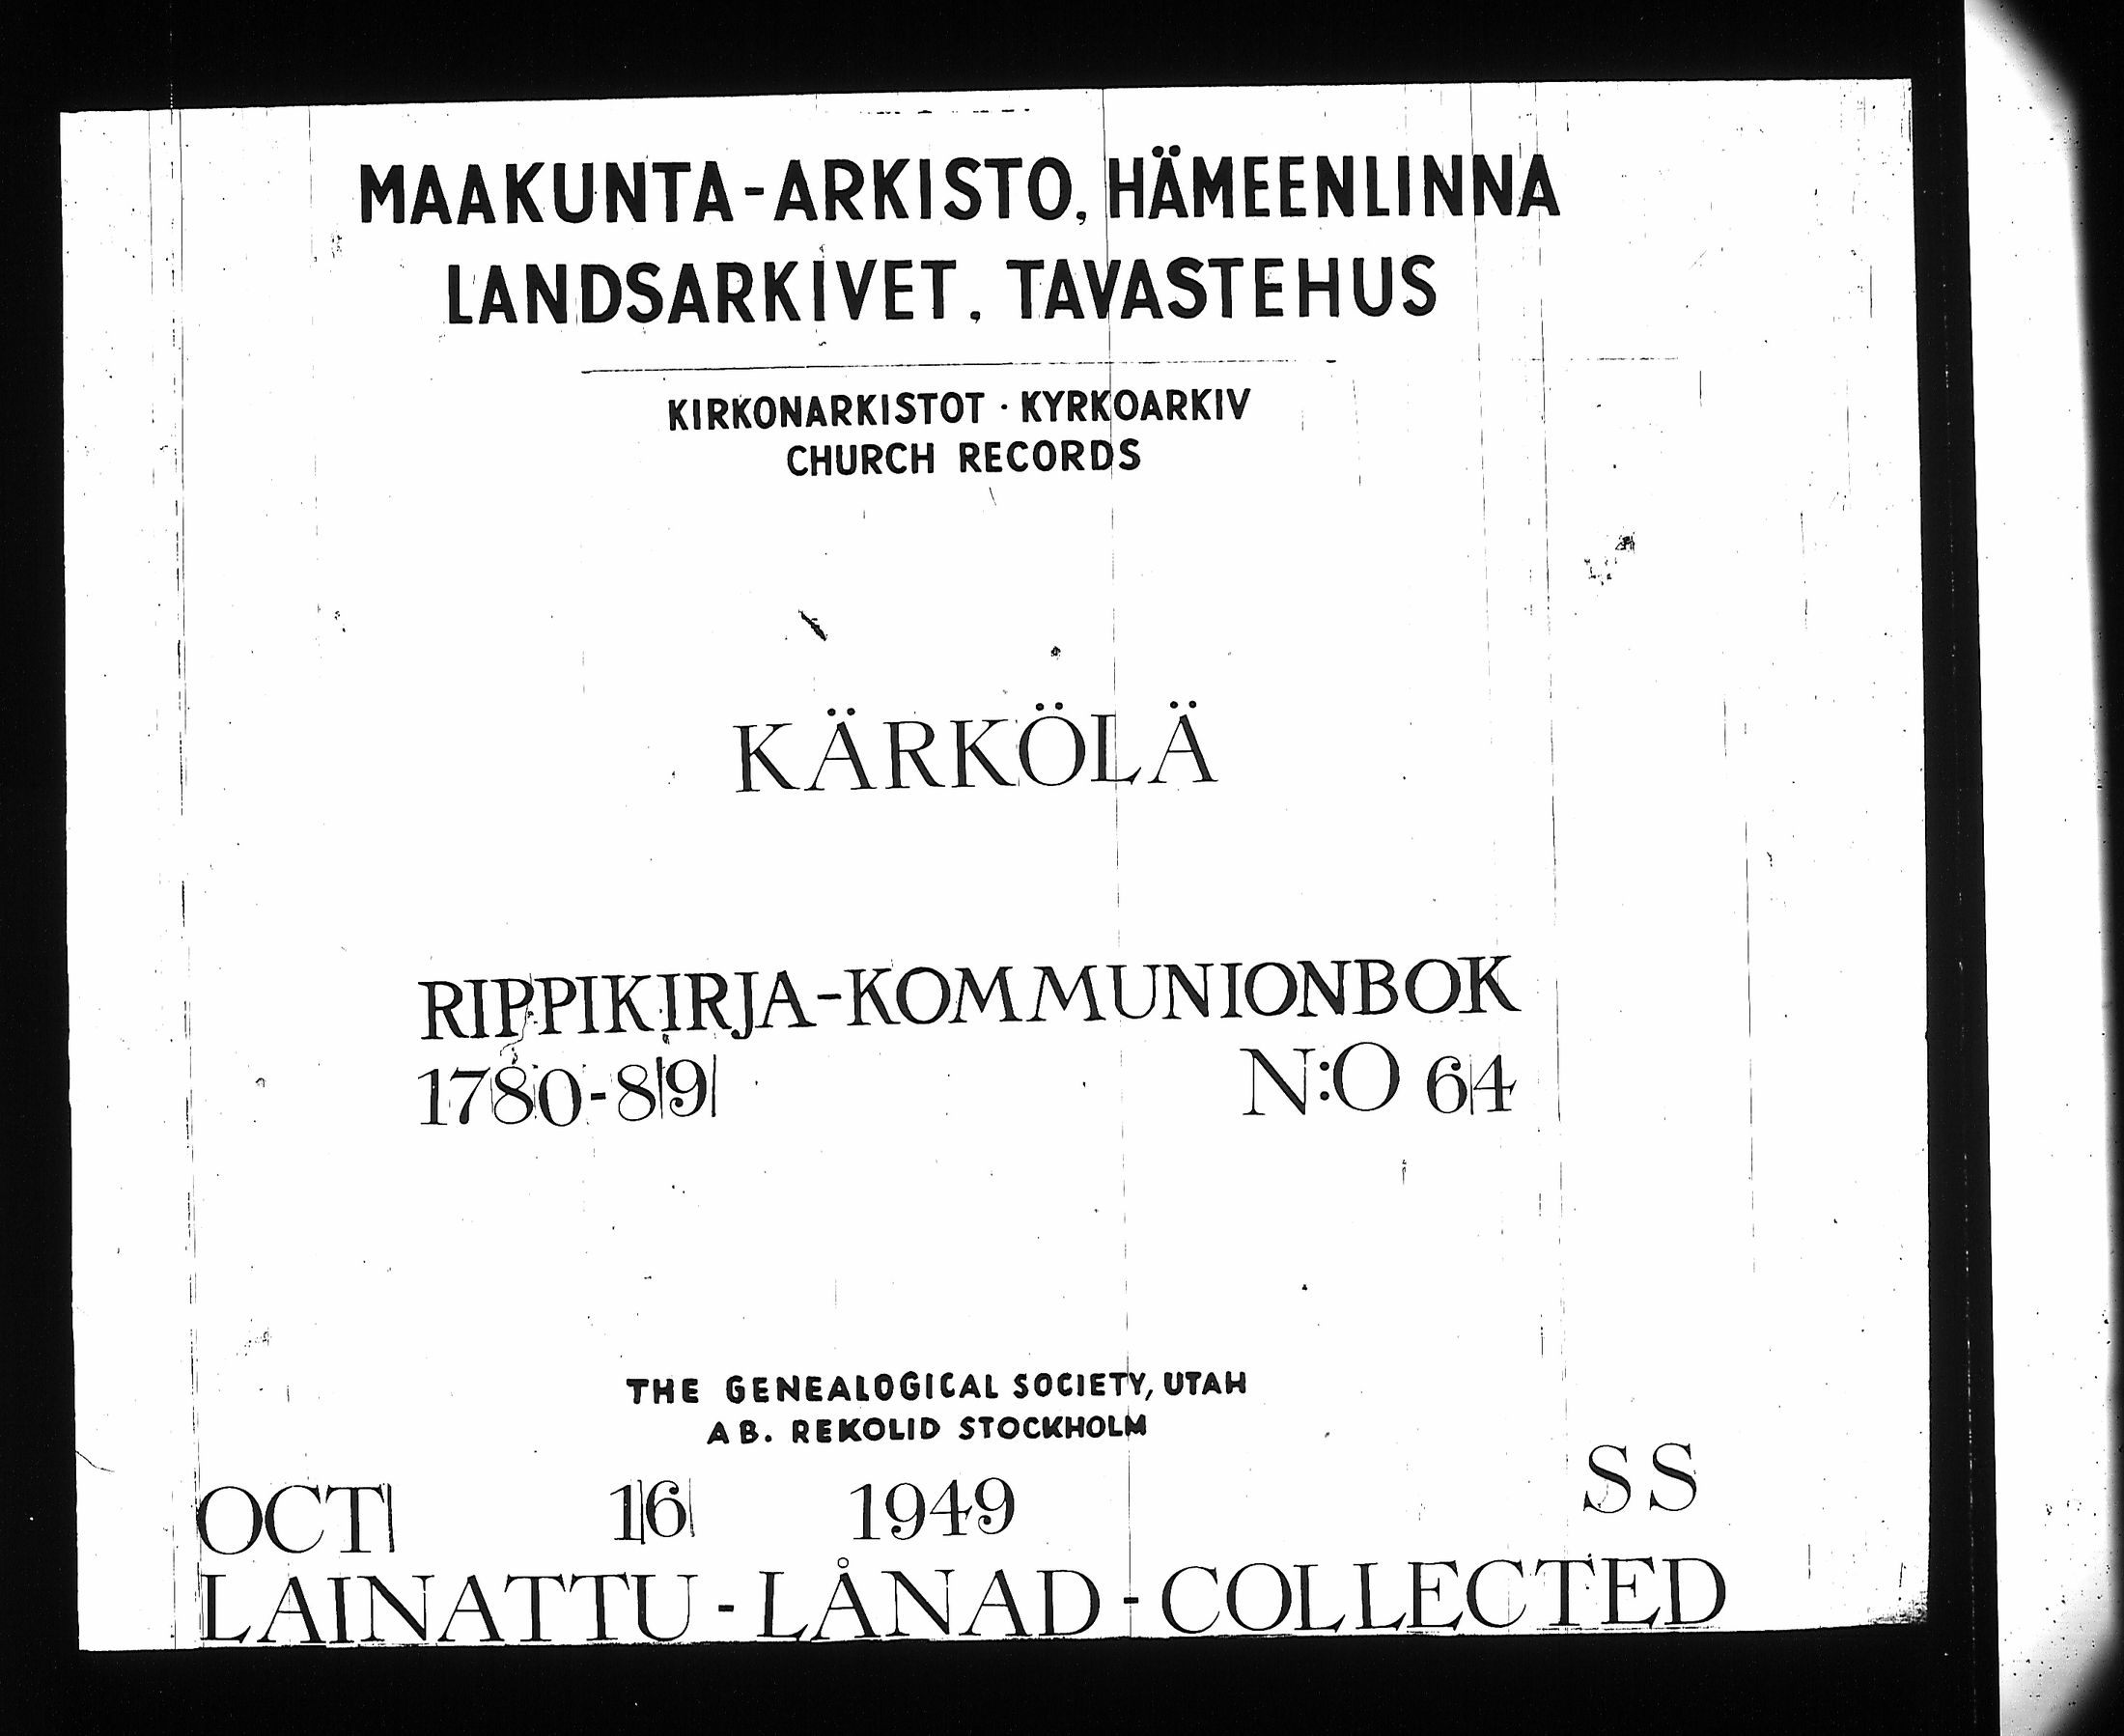 MAAKUNTA-ARKISTO, HÄMEENLINNA
LANDSARKIVET, TAVASTEHUS
KIRKONARKISTOT · KYRKOARKIV
CHURCH RECORDS
KÄRKÖLÄ
RIPPIKIRJA-KOMMUNIONBOK
1780-89 N:O 64
THE GENEALOGICAL SOCIETY, UTAH
AB. REKOLID STOCKHOLM
SS
OCT 16 1949
LAINATTU - LÅNAD - COLLECTED